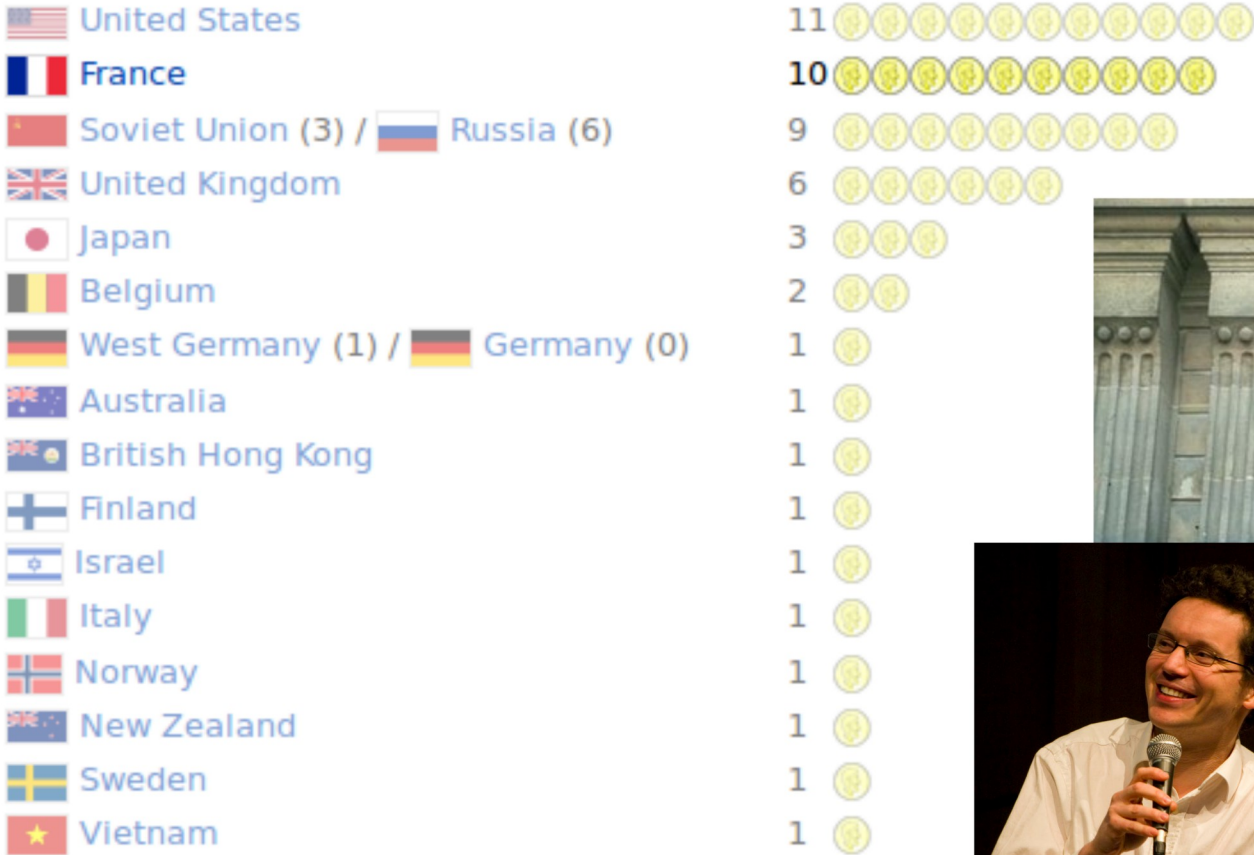 United States 11
France 10
Soviet Union (3) / Russia (6) 9
United Kingdom 6
Japan 3
Belgium 2
West Germany (1) / Germany (0) 1
Australia 1
British Hong Kong 1
Finland 1
Israel 1
Italy 1
Norway 1
New Zealand 1
Sweden 1
Vietnam 1